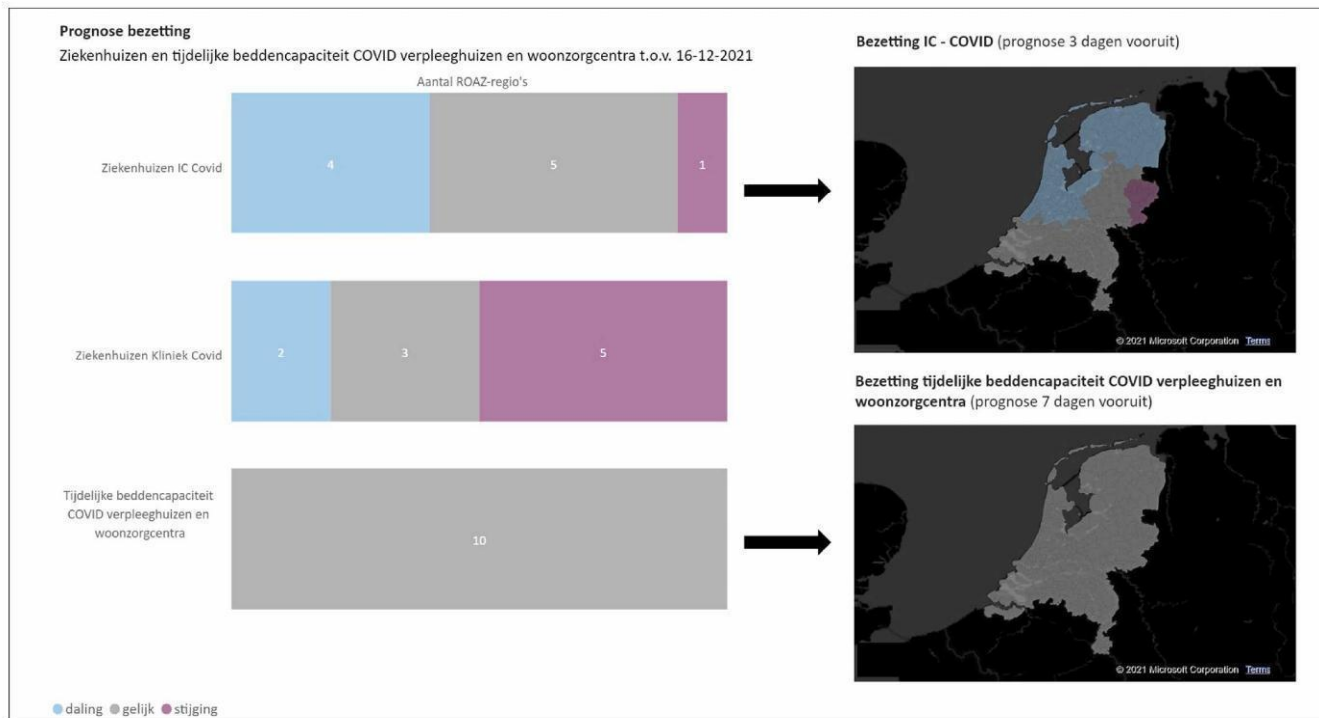 Prognose bezetting
Ziekenhuizen en tijdelijke beddencapaciteit COVID verpleeghuizen en woonzorgcentra t.o.v. 16-12-2021
Aantal ROAZ-regio's
Ziekenhuizen IC Covid
4
5
1
Ziekenhuizen Kliniek Covid
2
3
5
Tijdelijke beddencapaciteit
COVID verpleeghuizen en
woonzorgcentra
10
daling
gelijk
stijging
Bezetting IC - COVID (prognose 3 dagen vooruit)
© 2021 Microsoft Corporation Terms
Bezetting tijdelijke beddencapaciteit COVID verpleeghuizen en
woonzorgcentra (prognose 7 dagen vooruit)
© 2021 Microsoft Corporation Terms